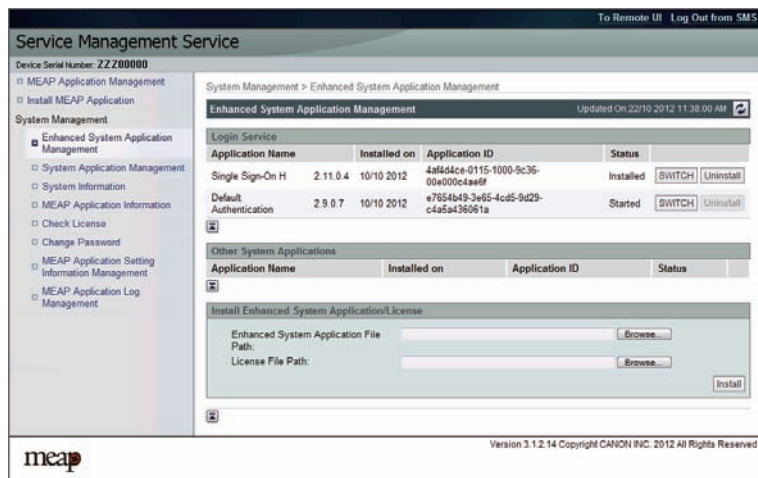 To Remote UI Log Out from SMS
Service Management Service
Device Serial Number: ZZZ00000
MEAP Application Management
Install MEAP Application
System Management
Enhanced System Application
Management
System Application Management
System Information
MEAP Application Information
Check License
Change Password
MEAP Application Setting
Information Management
MEAP Application Log
Management
System Management > Enhanced System Application Management
Enhanced System Application Management Updated On:22/10 2012 11:38:00 AM
Login Service
Application Name Installed on Application ID Status
Single Sign-On H 2.11.0.4 10/10 2012 4af4d4ce-0115-1000-9c36-
00e000c4ae6f Installed SWITCH Uninstall
Default
Authentication 2.9.0.7 10/10 2012 e7654b49-3e65-4cd5-9d29-
c4a5a436061a Started SWITCH Uninstall
Other System Applications
Application Name Installed on Application ID Status
Install Enhanced System Application/License
Enhanced System Application File
Path: Browse...
License File Path: Browse...
Install
Version 3.1.2.14 Copyright CANON INC. 2012 All Rights Reserved
meap